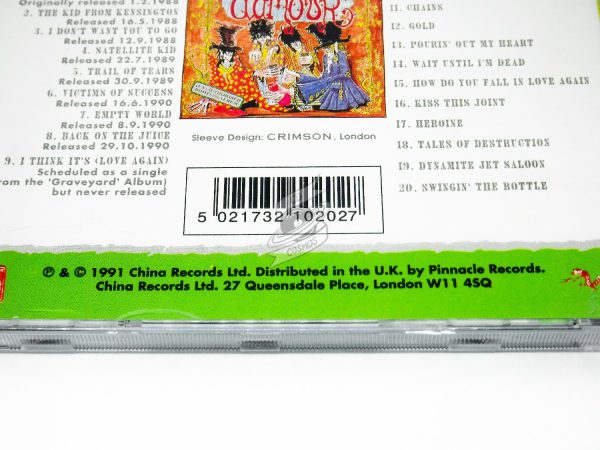 Originally released 1.2.1988
2. THE KID FROM KENSINGTON
Released 16.5.1988
3. I DON'T WANT YOU TO GO
Released 12.9.1988
4. SATELLITE KID
Released 22.7.1989
5. TRAIL OF TEARS
Released 30.9.1989
6. VICTIMS OF SUCCESS
Released 16.6.1990
7. EMPTY WORLD
Released 8.9.1990
8. BACK ON THE JUICE
Released 29.10.1990
9. I THINK IT'S (LOVE AGAIN)
Scheduled as a single
from the 'Graveyard' Album)
but never released
D'AMOUR
Sleeve Design: CRIMSON, London
11. CHAINS
12. GOLD
13. POURIN' OUT MY HEART
14. WAIT UNTIL I'M DEAD
15. HOW DO YOU FALL IN LOVE AGAIN
16. KISS THIS JOINT
17. HEROINE
18. TALES OF DESTRUCTION
19. DYNAMITE JET SALOON
20. SWINGIN' THE BOTTLE
5 021732 102027
COSMOS
℗ & © 1991 China Records Ltd. Distributed in the U.K. by Pinnacle Records.
China Records Ltd. 27 Queensdale Place, London W11 4SQ